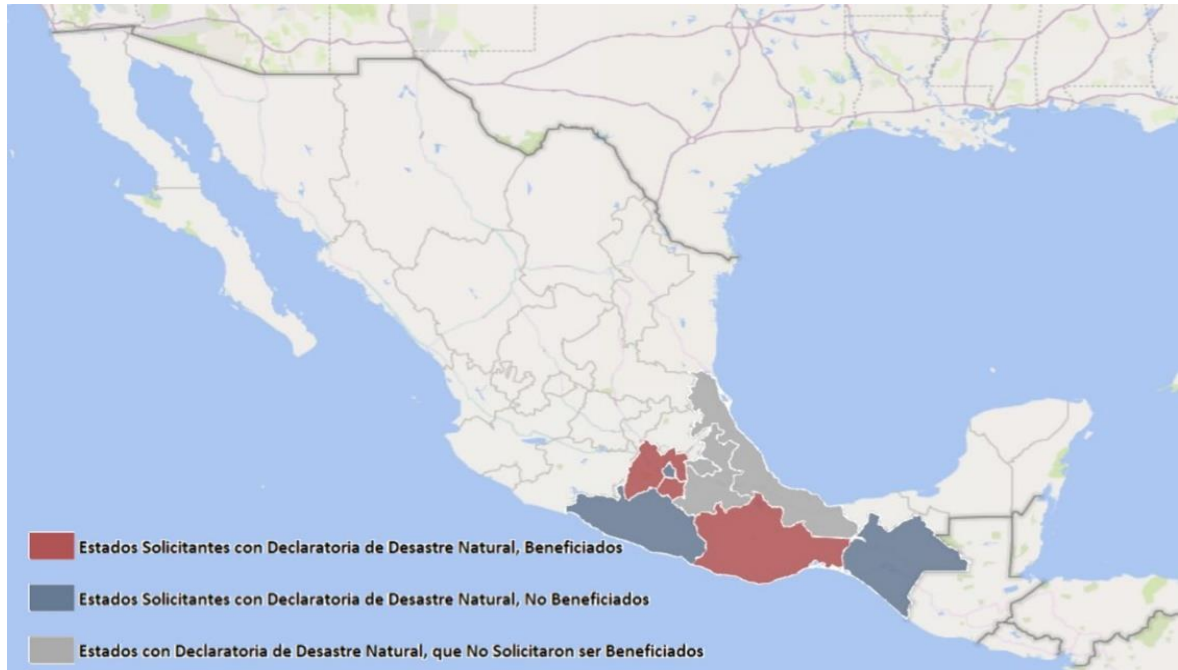 Estados Solicitantes con Declaratoria de Desastre Natural, Beneficiados
Estados Solicitantes con Declaratoria de Desastre Natural, No Beneficiados
Estados con Declaratoria de Desastre Natural, que No Solicitaron ser Beneficiados